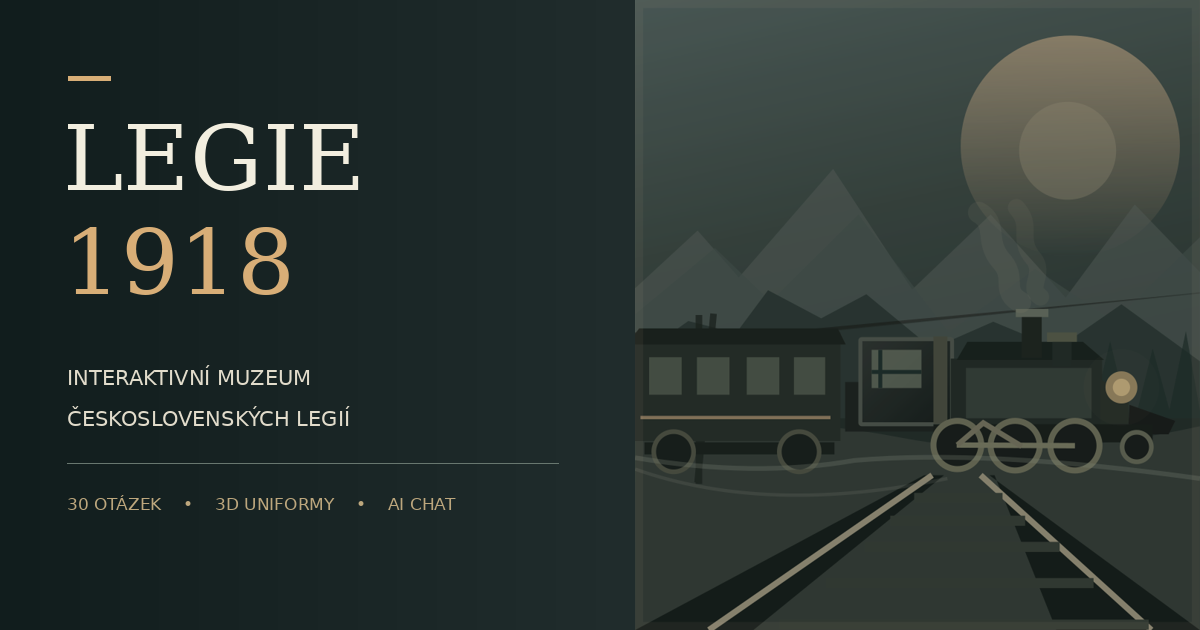 LEGIE
1918
INTERAKTIVNÍ MUZEUM
ČESKOSLOVENSKÝCH LEGIÍ
30 OTÁZEK • 3D UNIFORMY • AI CHAT